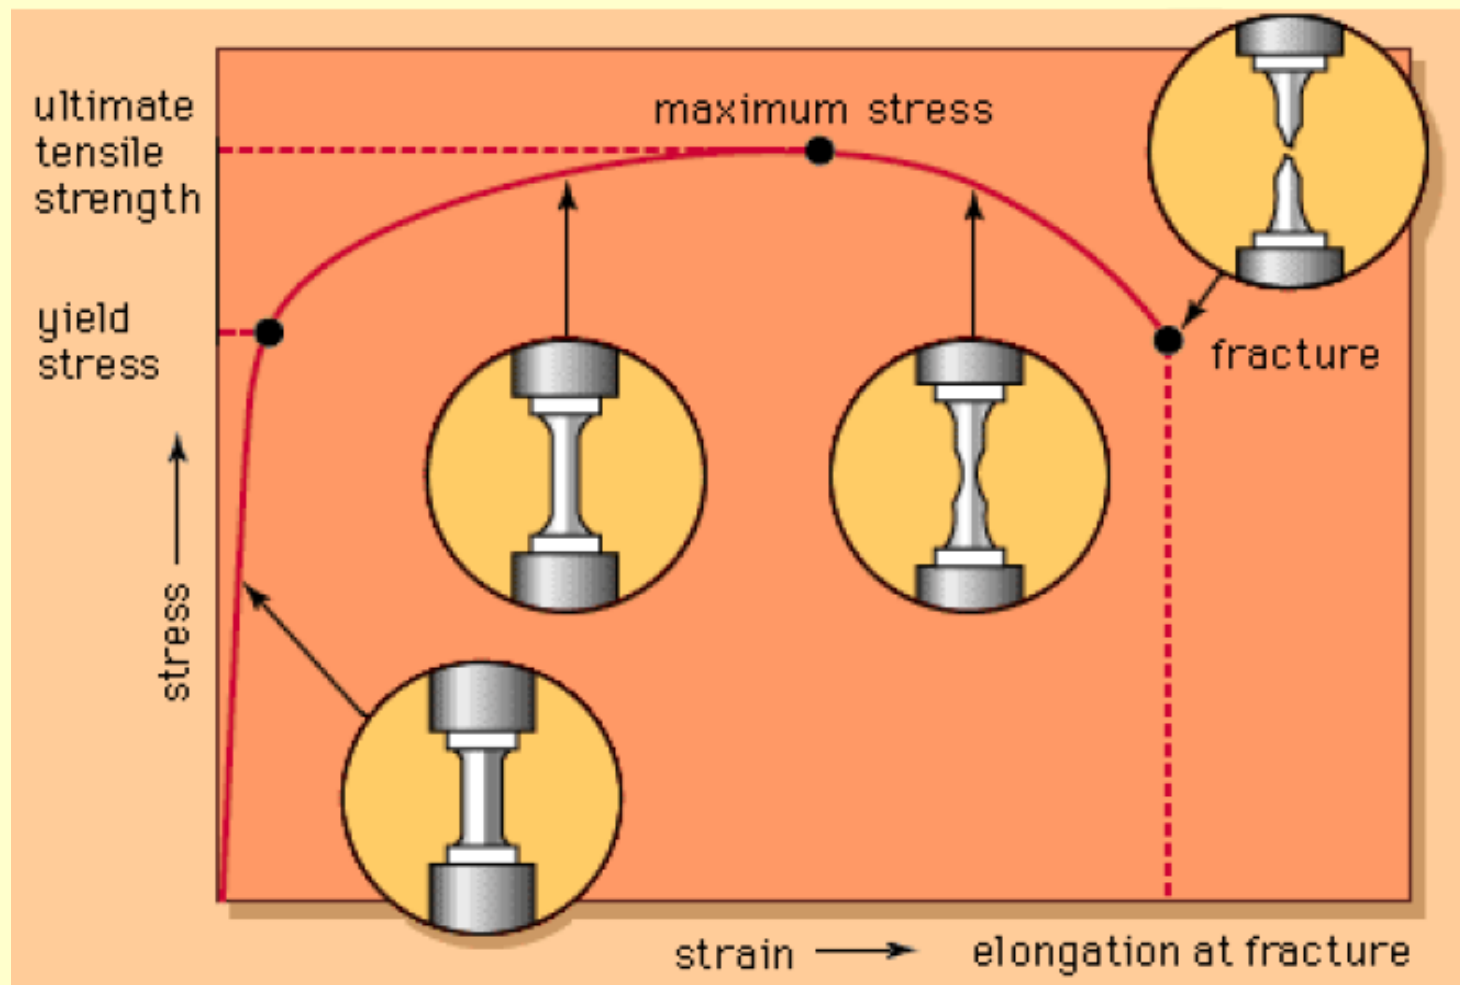 ultimate
tensile
strength
maximum stress
yield
stress
fracture
stress
strain
elongation at fracture